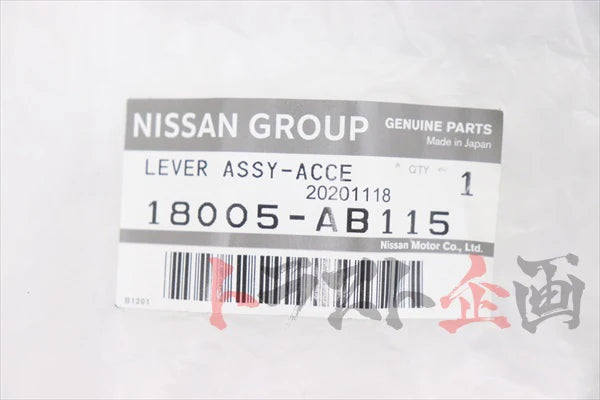 NISSAN GROUP
GENUINE PARTS
Made in Japan
LEVER ASSY-ACCE
QTY
1
20201118
18005-AB115
Nissan Motor Co., Ltd.
トラスト企画
B1201